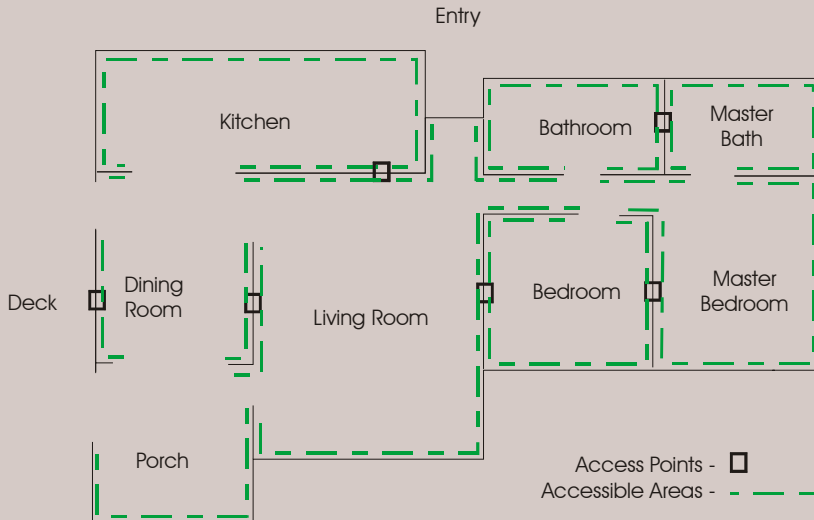 Entry
Kitchen
Bathroom
Master
Bath
Deck
Dining
Room
Living Room
Bedroom
Master
Bedroom
Porch
Access Points -
Accessible Areas -